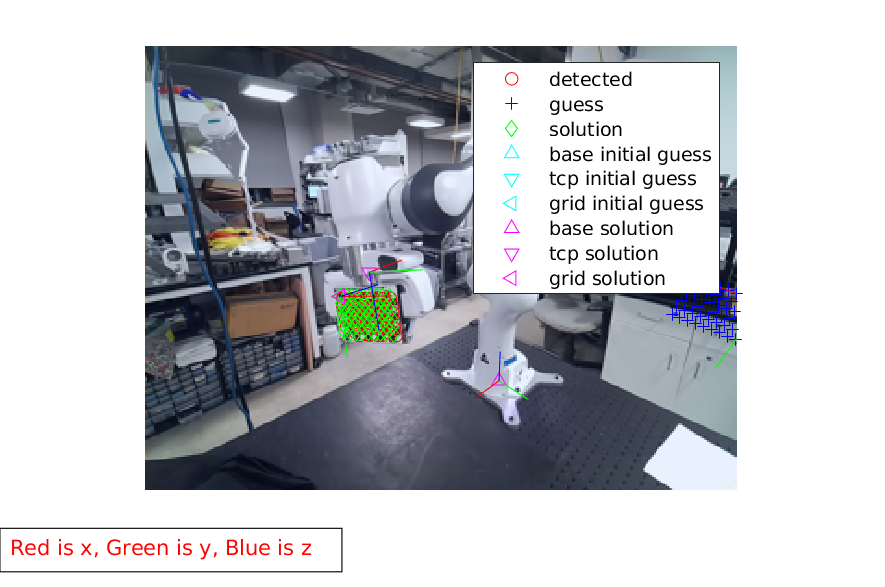 detected
guess
solution
base initial guess
tcp initial guess
grid initial guess
base solution
tcp solution
grid solution
Red is x, Green is y, Blue is z